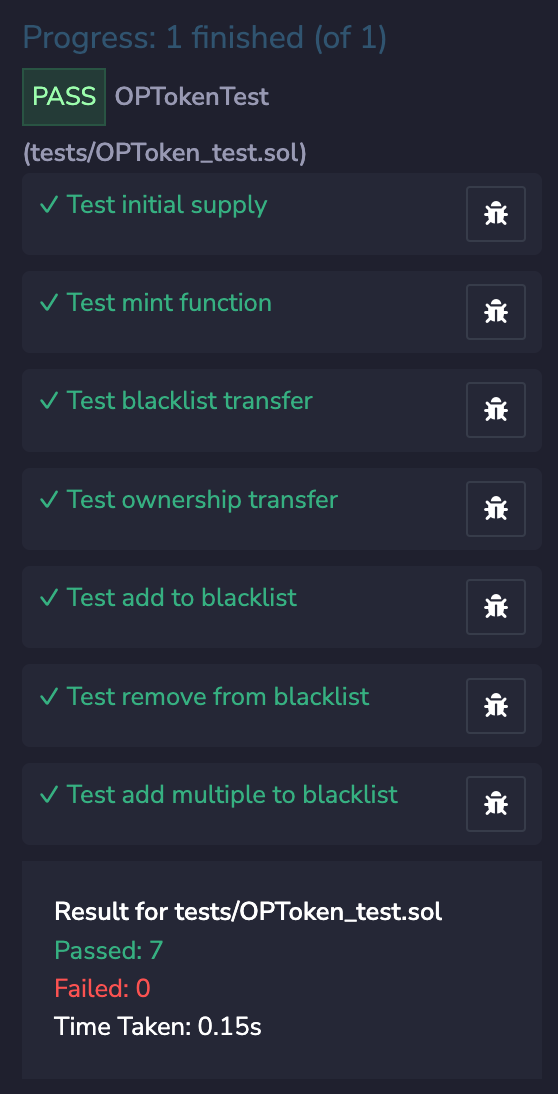 Progress: 1 finished (of 1)
PASS OPTokenTest
(tests/OPToken_test.sol)
✓ Test initial supply
✓ Test mint function
✓ Test blacklist transfer
✓ Test ownership transfer
✓ Test add to blacklist
✓ Test remove from blacklist
✓ Test add multiple to blacklist
Result for tests/OPToken_test.sol
Passed: 7
Failed: 0
Time Taken: 0.15s